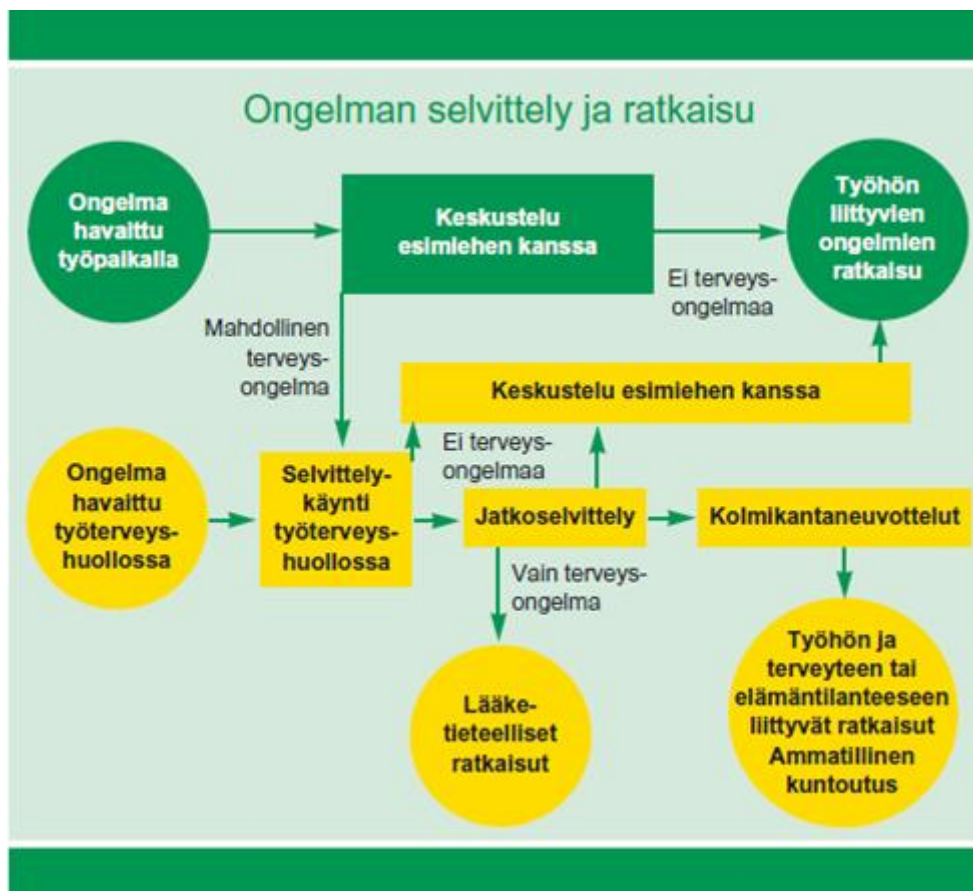 Ongelman selvittely ja ratkaisu
Ongelma
havaittu
työpaikalla
Keskustelu
esimiehen kanssa
Työhön
liittyvien
ongelmien
ratkaisu
Ei terveys-
ongelmaa
Mahdollinen
terveys-
ongelma
Keskustelu esimiehen kanssa
Ei terveys-
ongelmaa
Ongelma
havaittu
työterveys-
huollossa
Selvittely-
käynti
työterveys-
huollossa
Jatkoselvittely
Kolmikantaneuvottelut
Vain terveys-
ongelma
Lääke-
tieteelliset
ratkaisut
Työhön ja
terveyteen tai
elämäntilanteeseen
liittyvät ratkaisut
Ammatillinen
kuntoutus